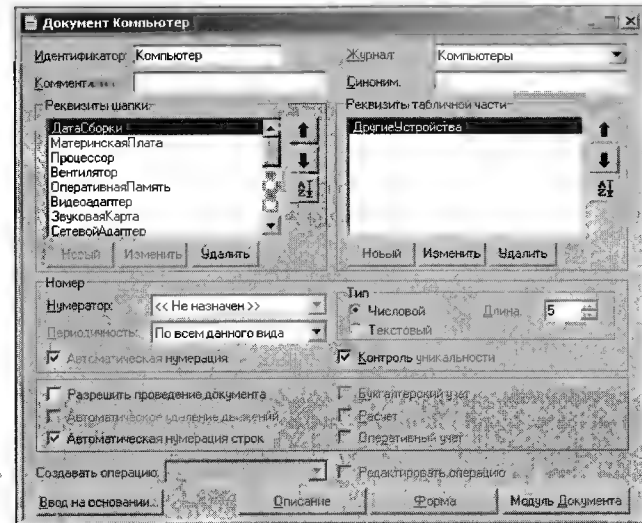 Документ Компьютер
Идентификатор: Компьютер Журнал: Компьютеры
Синоним:
Реквизиты шапки: Реквизиты табличной части
ДатаСборки ДругиеУстройства
МатеринскаяПлата
Процессор
Вентилятор
ОперативнаяПамять
Видеоадаптер
ЗвуковаяКарта
СетевойАдаптер
Новый Изменить Удалить Новый Изменить Удалить
Номер Тип
Нумератор: << Не назначен >> Числовой Длина 5
Периодичность: По всем данного вида Текстовый
Автоматическая нумерация Контроль уникальности
Разрешить проведение документа Бухгалтерский учет
Автоматическое удаление движений Расчет
Автоматическая нумерация строк Оперативный учет
Создавать операцию: Редактировать операцию
Ввод на основании... Описание Форма Модуль Документа